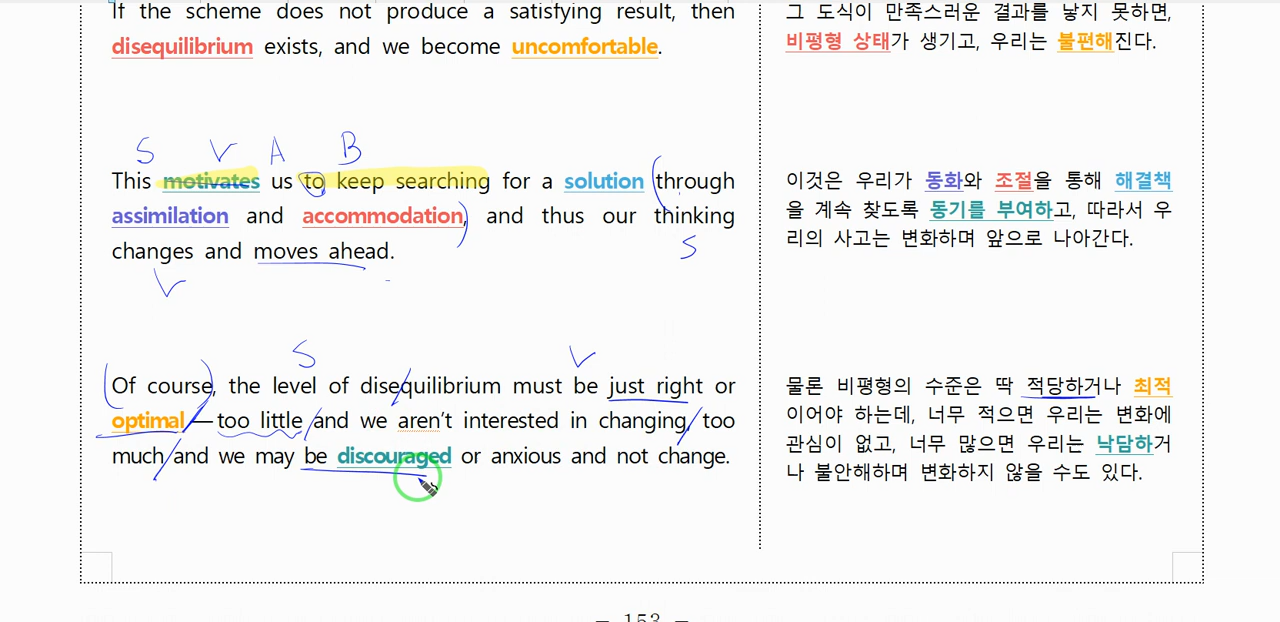 If the scheme does not produce a satisfying result, then
disequilibrium exists, and we become uncomfortable.
S V A B
This motivates us to keep searching for a solution (through
assimilation and accommodation,) and thus our thinking
S
changes and moves ahead.
V
S V
(Of course), the level of disequilibrium must be just right or
optimal — too little and we aren't interested in changing, too
much and we may be discouraged or anxious and not change.
그 도식이 만족스러운 결과를 낳지 못하면,
비평형 상태가 생기고, 우리는 불편해진다.
이것은 우리가 동화와 조절을 통해 해결책
을 계속 찾도록 동기를 부여하고, 따라서 우
리의 사고는 변화하며 앞으로 나아간다.
물론 비평형의 수준은 딱 적당하거나 최적
이어야 하는데, 너무 적으면 우리는 변화에
관심이 없고, 너무 많으면 우리는 낙담하거
나 불안해하며 변화하지 않을 수도 있다.
— 153 —